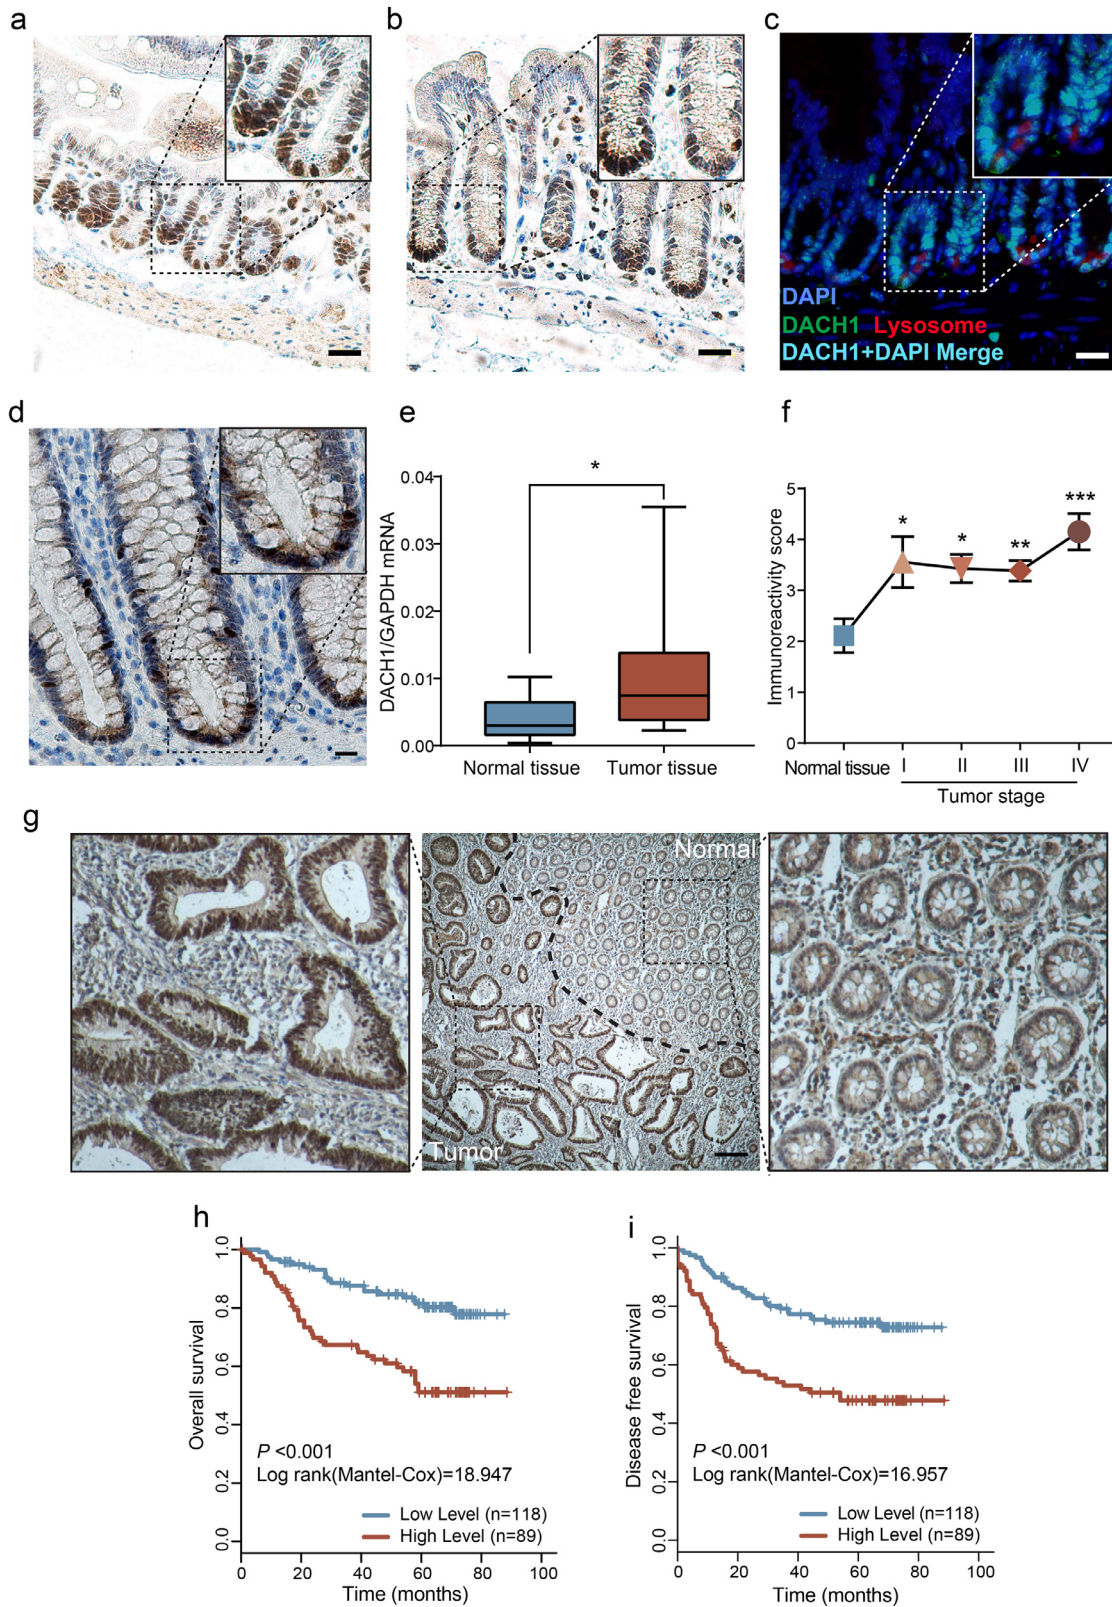 a
b
c
DAPI
DACH1 Lysosome
DACH1+DAPI Merge
d
e
DACH1/GAPDH mRNA
0.04
0.03
0.02
0.01
0.00
*
Normal tissue
Tumor tissue
f
Immunoreactivity score
5
4
3
2
1
0
*
*
**
***
Normal tissue
I
II
III
IV
Tumor stage
g
Normal
Tumor
h
Overall survival
1.0
0.8
0.6
0.4
0.2
0.0
P <0.001
Log rank(Mantel-Cox)=18.947
Low Level (n=118)
High Level (n=89)
0
20
40
60
80
100
Time (months)
i
Disease free survival
1.0
0.8
0.6
0.4
0.2
0.0
P <0.001
Log rank(Mantel-Cox)=16.957
Low Level (n=118)
High Level (n=89)
0
20
40
60
80
100
Time (months)